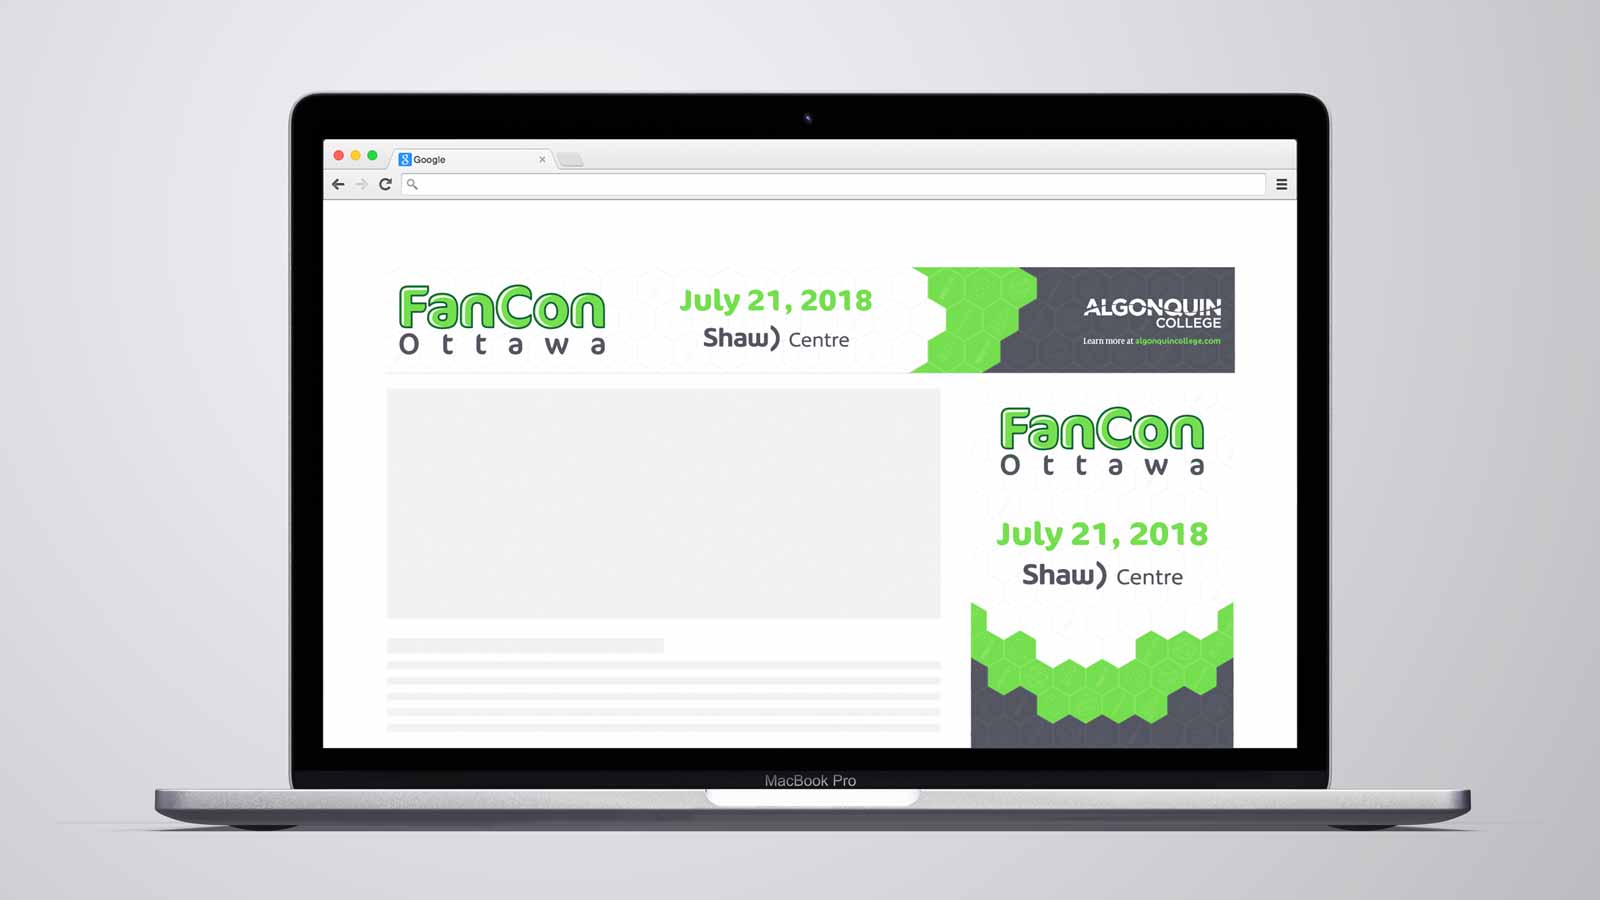 Google
FanCon
Ottawa
July 21, 2018
Shaw) Centre
ALGONQUIN
COLLEGE
Learn more at algonquincollege.com
FanCon
Ottawa
July 21, 2018
Shaw) Centre
MacBook Pro